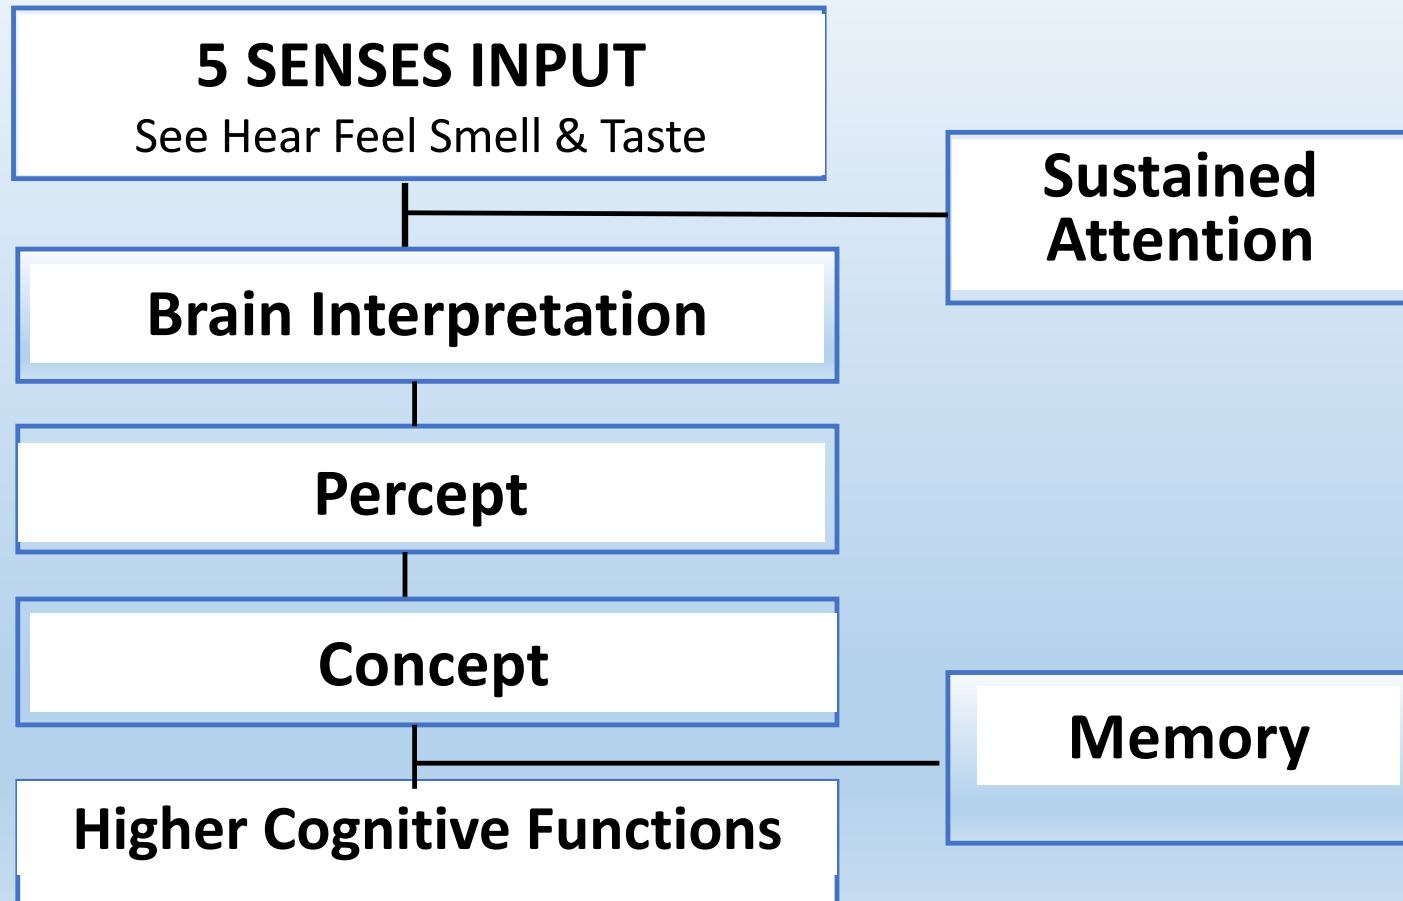 5 SENSES INPUT
See Hear Feel Smell & Taste
Sustained
Attention
Brain Interpretation
Percept
Concept
Memory
Higher Cognitive Functions